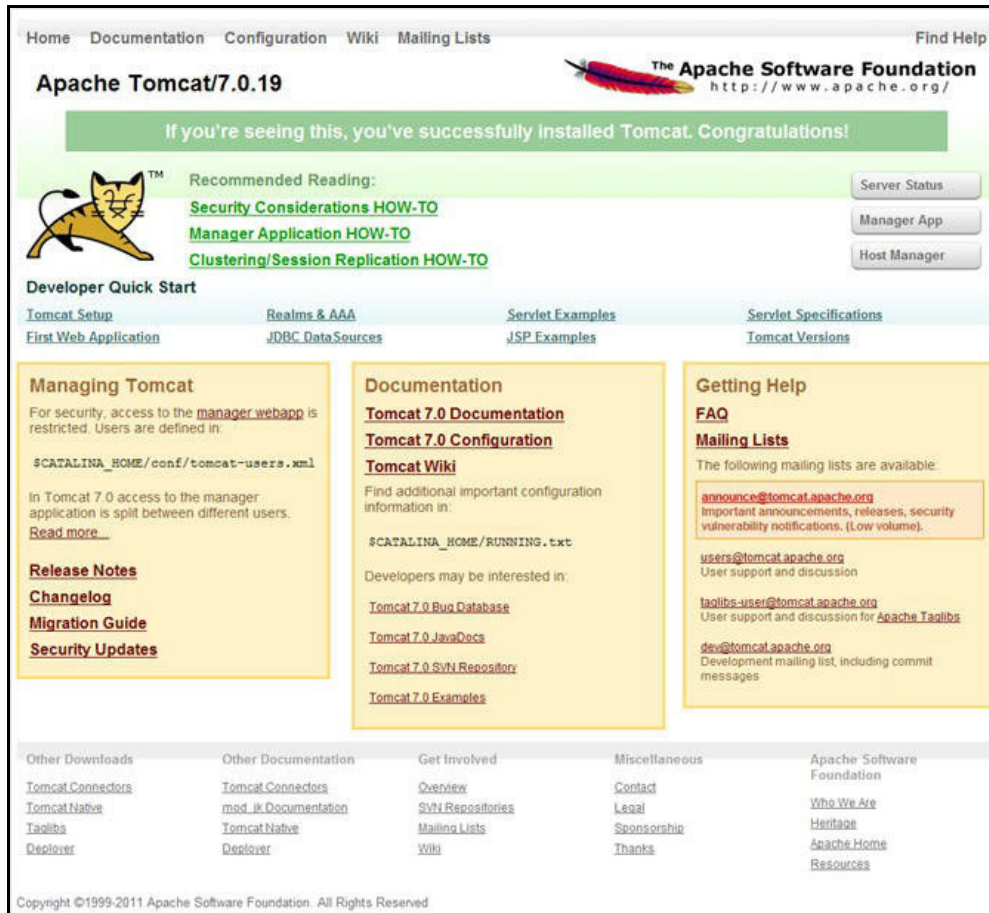 Home Documentation Configuration Wiki Mailing Lists Find Help
Apache Tomcat/7.0.19
The Apache Software Foundation
http://www.apache.org/
If you're seeing this, you've successfully installed Tomcat. Congratulations!
TM
Recommended Reading:
Security Considerations HOW-TO
Manager Application HOW-TO
Clustering/Session Replication HOW-TO
Server Status
Manager App
Host Manager
Developer Quick Start
Tomcat Setup Realms & AAA Servlet Examples Servlet Specifications
First Web Application JDBC DataSources JSP Examples Tomcat Versions
Managing Tomcat
For security, access to the manager webapp is
restricted. Users are defined in:
$CATALINA_HOME/conf/tomcat-users.xml
In Tomcat 7.0 access to the manager
application is split between different users.
Read more...
Release Notes
Changelog
Migration Guide
Security Updates
Documentation
Tomcat 7.0 Documentation
Tomcat 7.0 Configuration
Tomcat Wiki
Find additional important configuration
information in:
$CATALINA_HOME/RUNNING.txt
Developers may be interested in:
Tomcat 7.0 Bug Database
Tomcat 7.0 JavaDocs
Tomcat 7.0 SVN Repository
Tomcat 7.0 Examples
Getting Help
FAQ
Mailing Lists
The following mailing lists are available:
announce@tomcat.apache.org
Important announcements, releases, security
vulnerability notifications. (Low volume).
users@tomcat.apache.org
User support and discussion
taglibs-user@tomcat.apache.org
User support and discussion for Apache Taglibs
dev@tomcat.apache.org
Development mailing list, including commit
messages
Other Downloads
Tomcat Connectors
Tomcat Native
Taglibs
Deployer
Other Documentation
Tomcat Connectors
mod_jk Documentation
Tomcat Native
Deployer
Get Involved
Overview
SVN Repositories
Mailing Lists
Wiki
Miscellaneous
Contact
Legal
Sponsorship
Thanks
Apache Software
Foundation
Who We Are
Heritage
Apache Home
Resources
Copyright ©1999-2011 Apache Software Foundation. All Rights Reserved